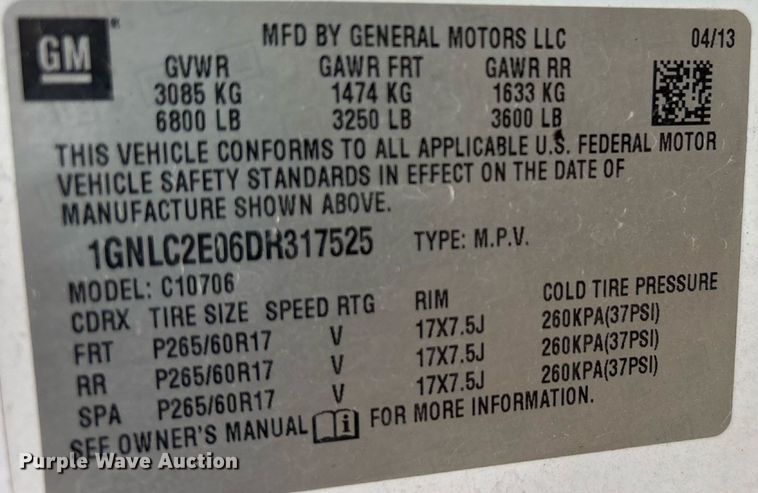 GM ®
MFD BY GENERAL MOTORS LLC 04/13
GVWR GAWR FRT GAWR RR
3085 KG 1474 KG 1633 KG
6800 LB 3250 LB 3600 LB
THIS VEHICLE CONFORMS TO ALL APPLICABLE U.S. FEDERAL MOTOR
VEHICLE SAFETY STANDARDS IN EFFECT ON THE DATE OF
MANUFACTURE SHOWN ABOVE.
1GNLC2E06DR317525 TYPE: M.P.V.
MODEL: C10706
CDRX TIRE SIZE SPEED RTG RIM COLD TIRE PRESSURE
FRT P265/60R17 V 17X7.5J 260KPA(37PSI)
RR P265/60R17 V 17X7.5J 260KPA(37PSI)
SPA P265/60R17 V 17X7.5J 260KPA(37PSI)
SEE OWNER'S MANUAL i FOR MORE INFORMATION.
Purple Wave Auction